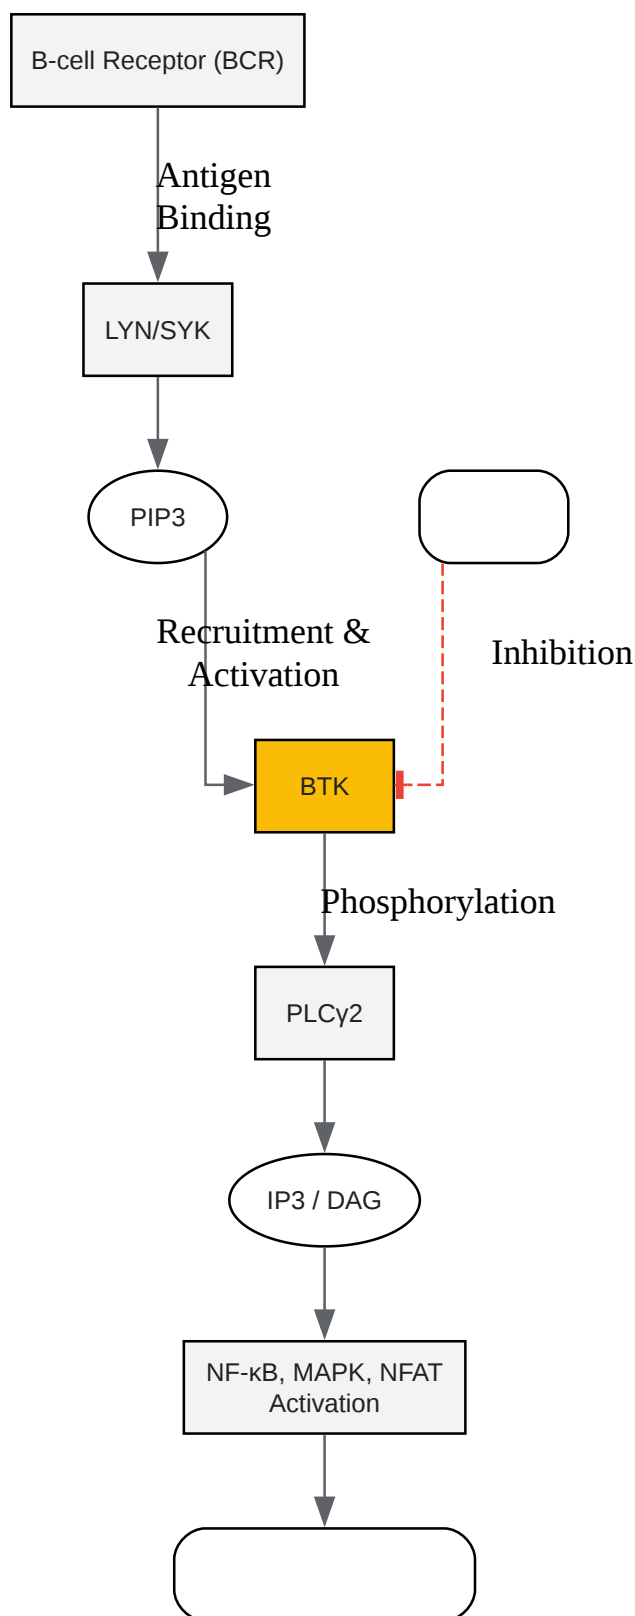 B-cell Receptor (BCR)
Antigen
Binding
LYN/SYK
PIP3
Recruitment &
Activation
Inhibition
BTK
Phosphorylation
PLCγ2
IP3 / DAG
NF-κB, MAPK, NFAT
Activation